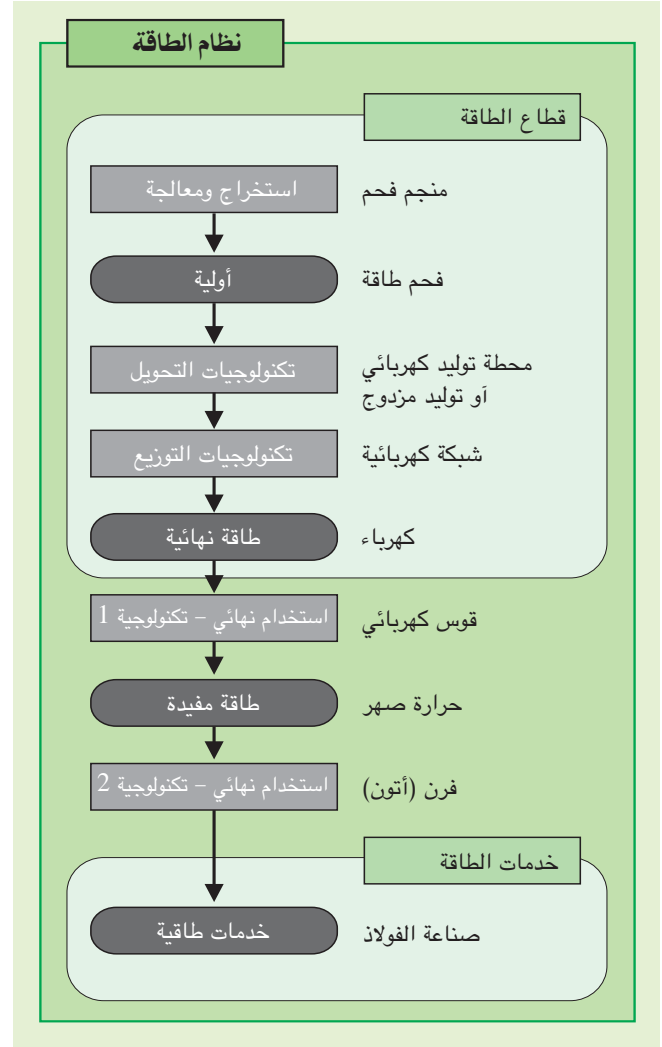 نظام الطاقة
قطاع الطاقة
منجم فحم
استخراج ومعالجة
فحم طاقة
أولية
محطة توليد كهربائي
آو توليد مزدوج
تكنولوجيات التحويل
شبكة كهربائية
تكنولوجيات التوزيع
كهرباء
طاقة نهائية
قوس كهربائي
استخدام نهائي – تكنولوجية 1
حرارة صهر
طاقة مفيدة
فرن (أتون)
استخدام نهائي – تكنولوجية 2
خدمات الطاقة
صناعة الفولاذ
خدمات طاقية